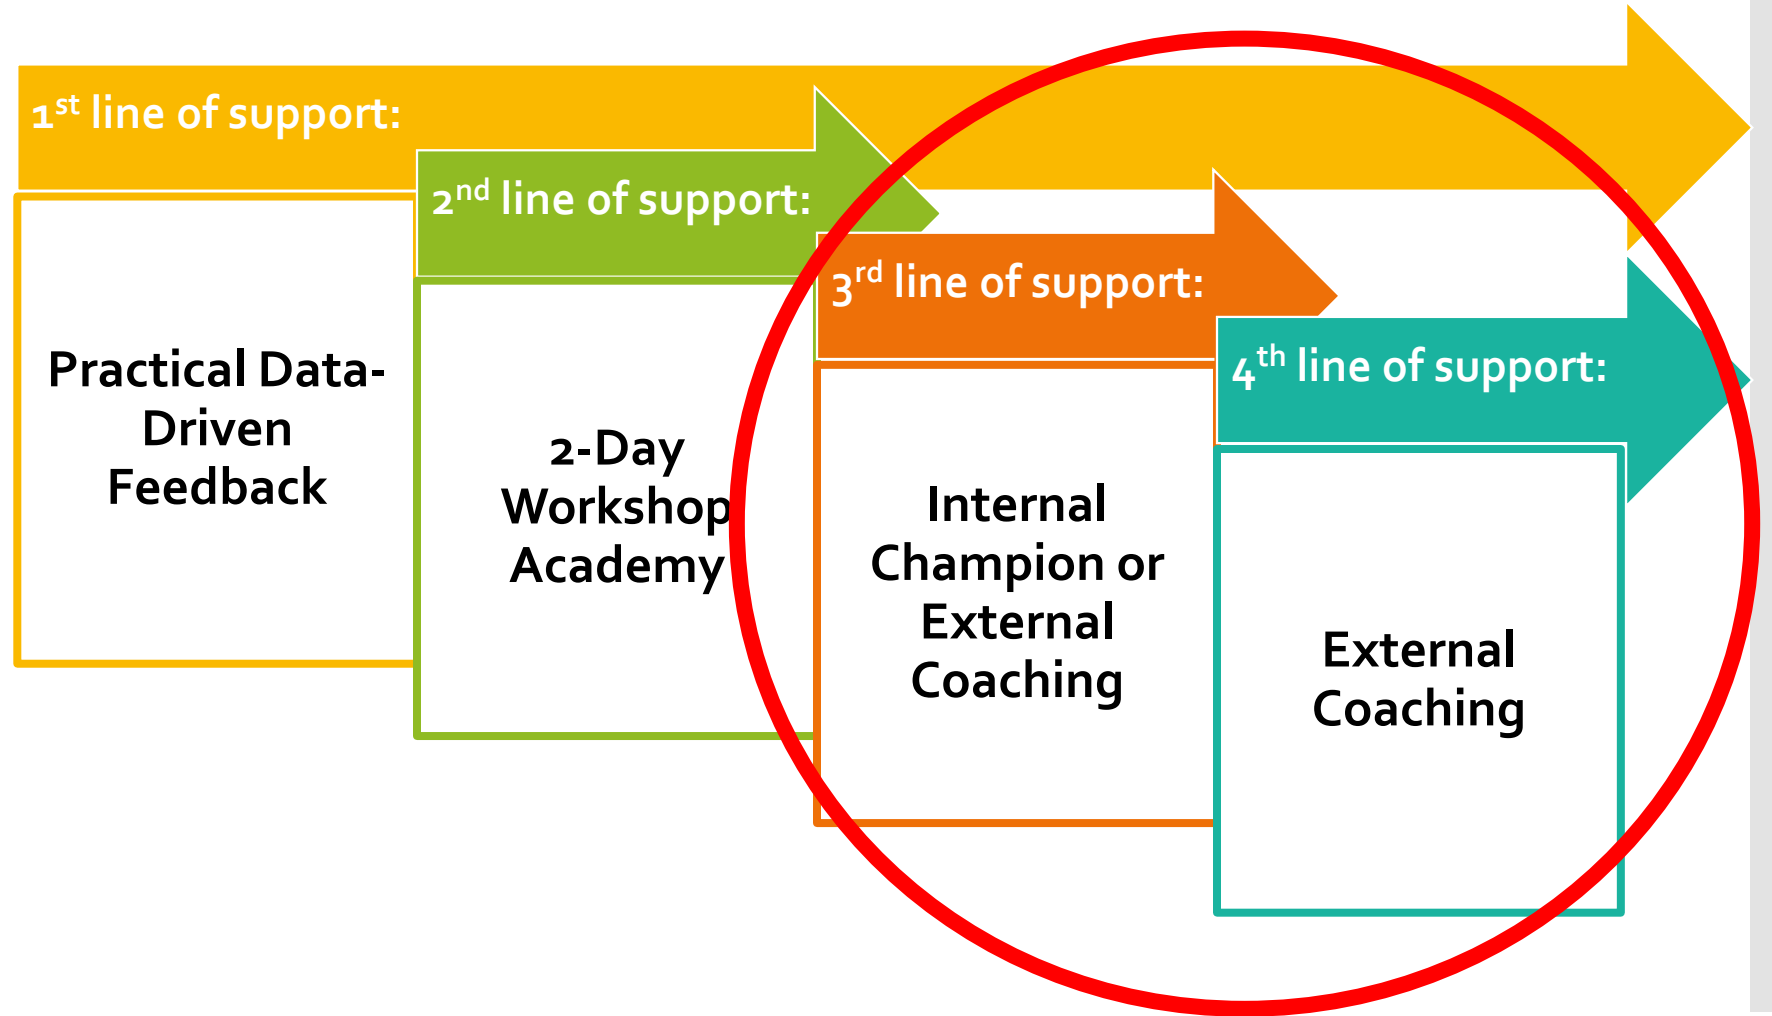 1st line of support:
Practical Data-
Driven
Feedback
2nd line of support:
2-Day
Workshop
Academy
3rd line of support:
Internal
Champion or
External
Coaching
4th line of support:
External
Coaching